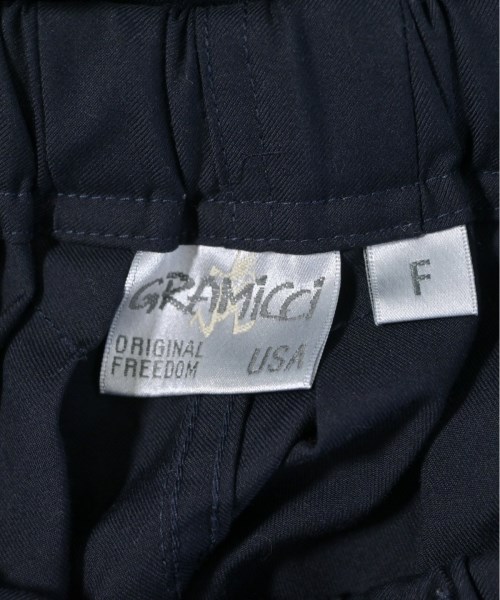 GRAMiCCi
ORIGINAL
FREEDOM
USA
F